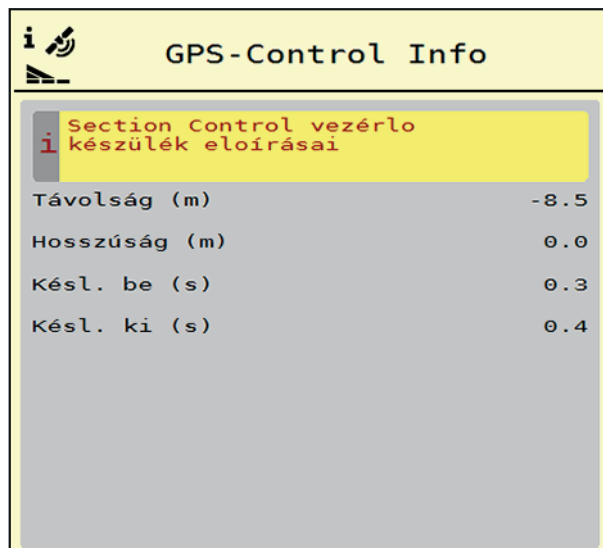 GPS-Control Info
Section Control vezérlo
készülék eloírásai
Távolság (m) -8.5
Hosszúság (m) 0.0
Késl. be (s) 0.3
Késl. ki (s) 0.4